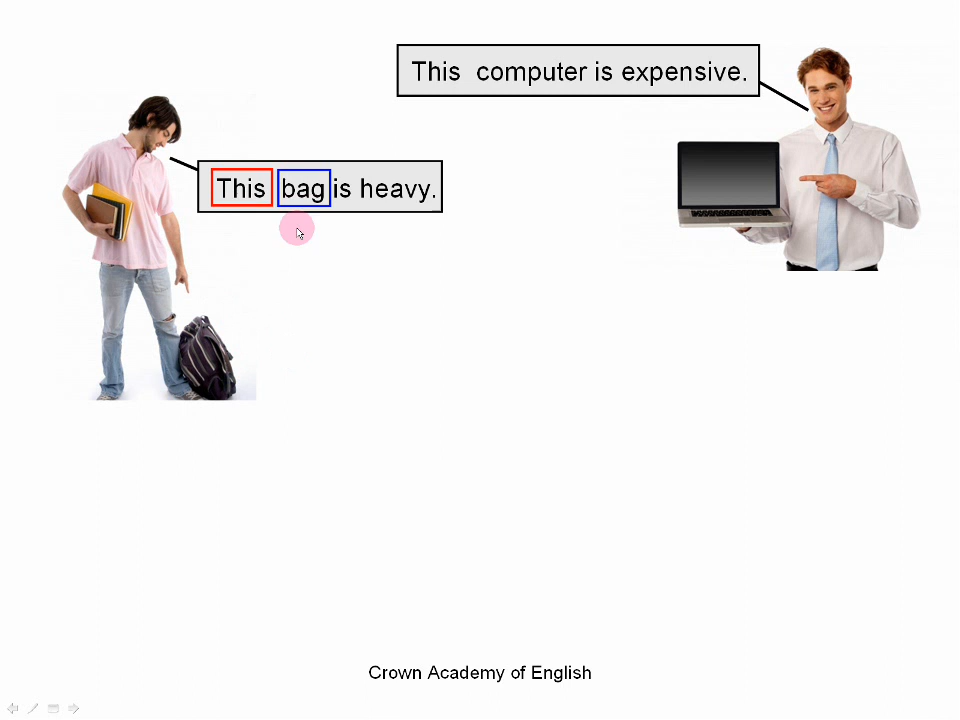 This computer is expensive.
This bag is heavy.
Crown Academy of English